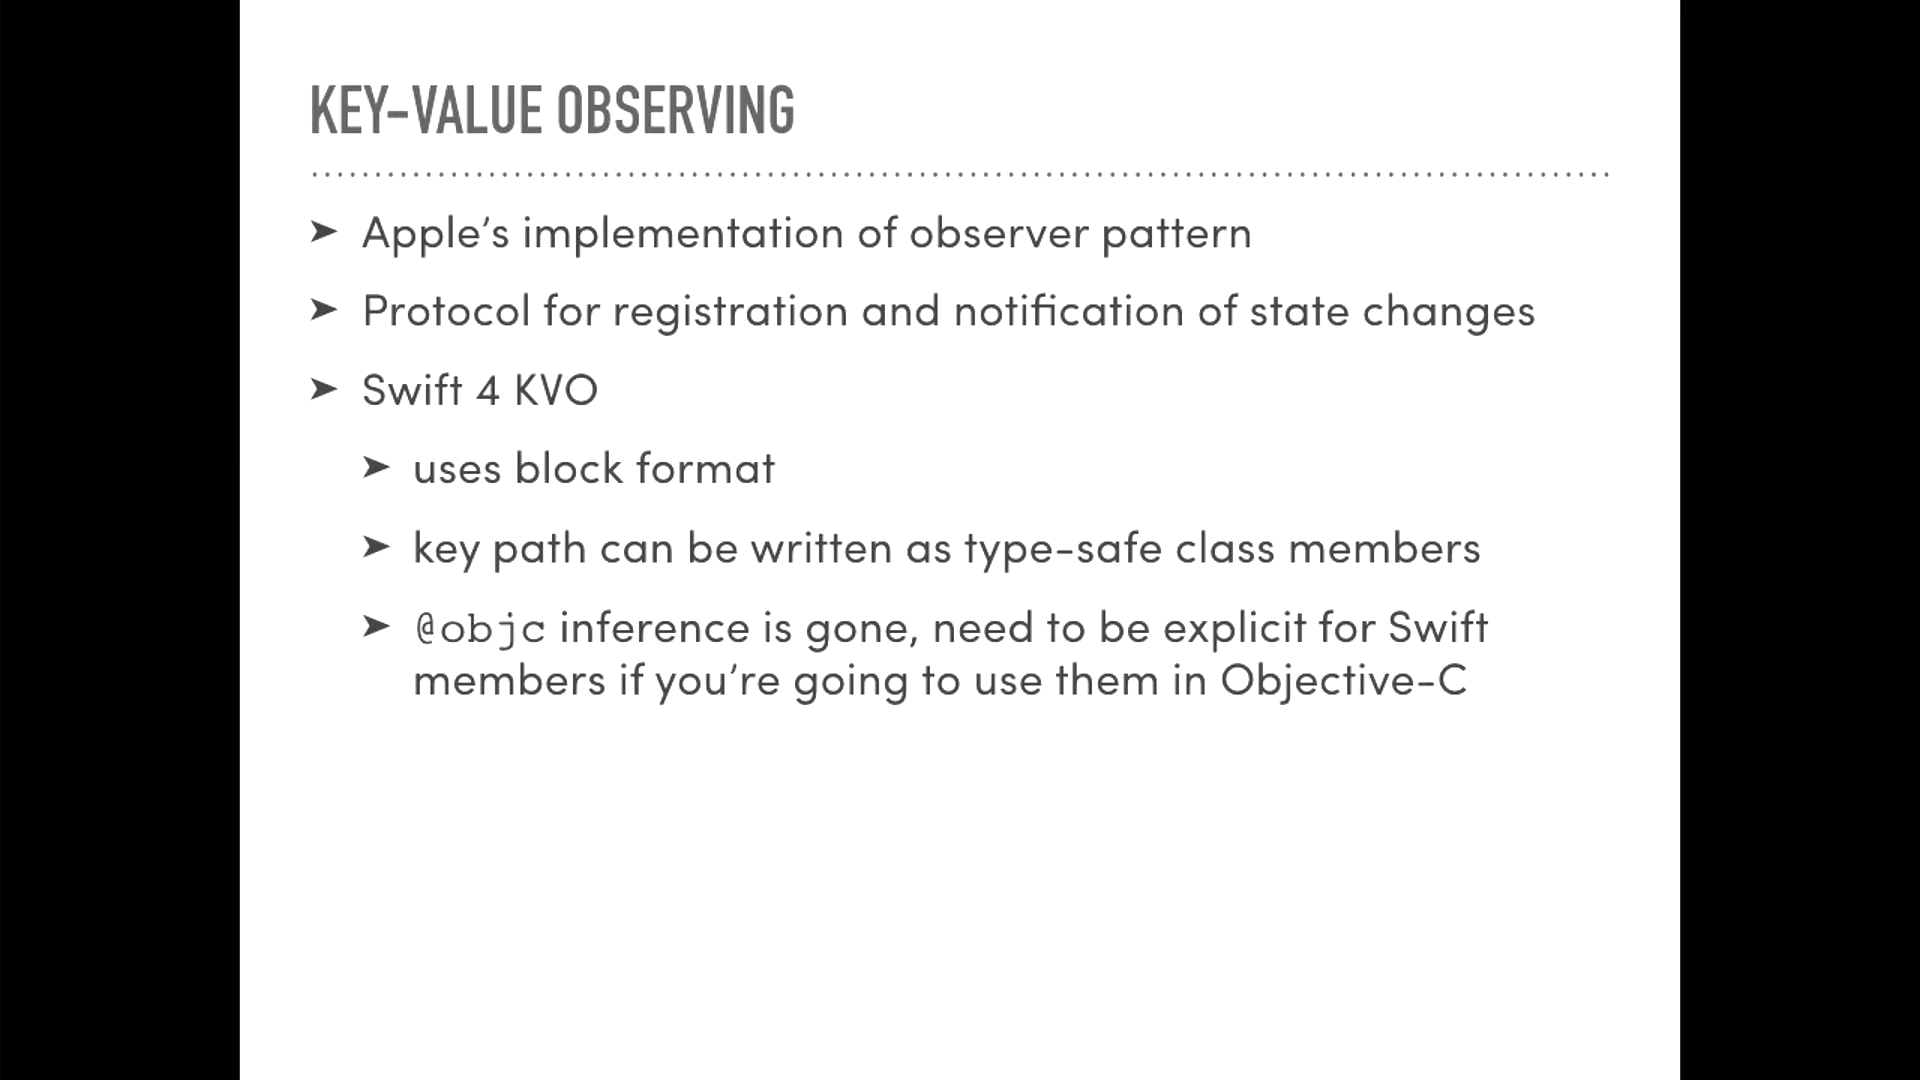 KEY-VALUE OBSERVING
➤ Apple’s implementation of observer pattern
➤ Protocol for registration and notification of state changes
➤ Swift 4 KVO
➤ uses block format
➤ key path can be written as type-safe class members
➤ @objc inference is gone, need to be explicit for Swift
members if you’re going to use them in Objective-C